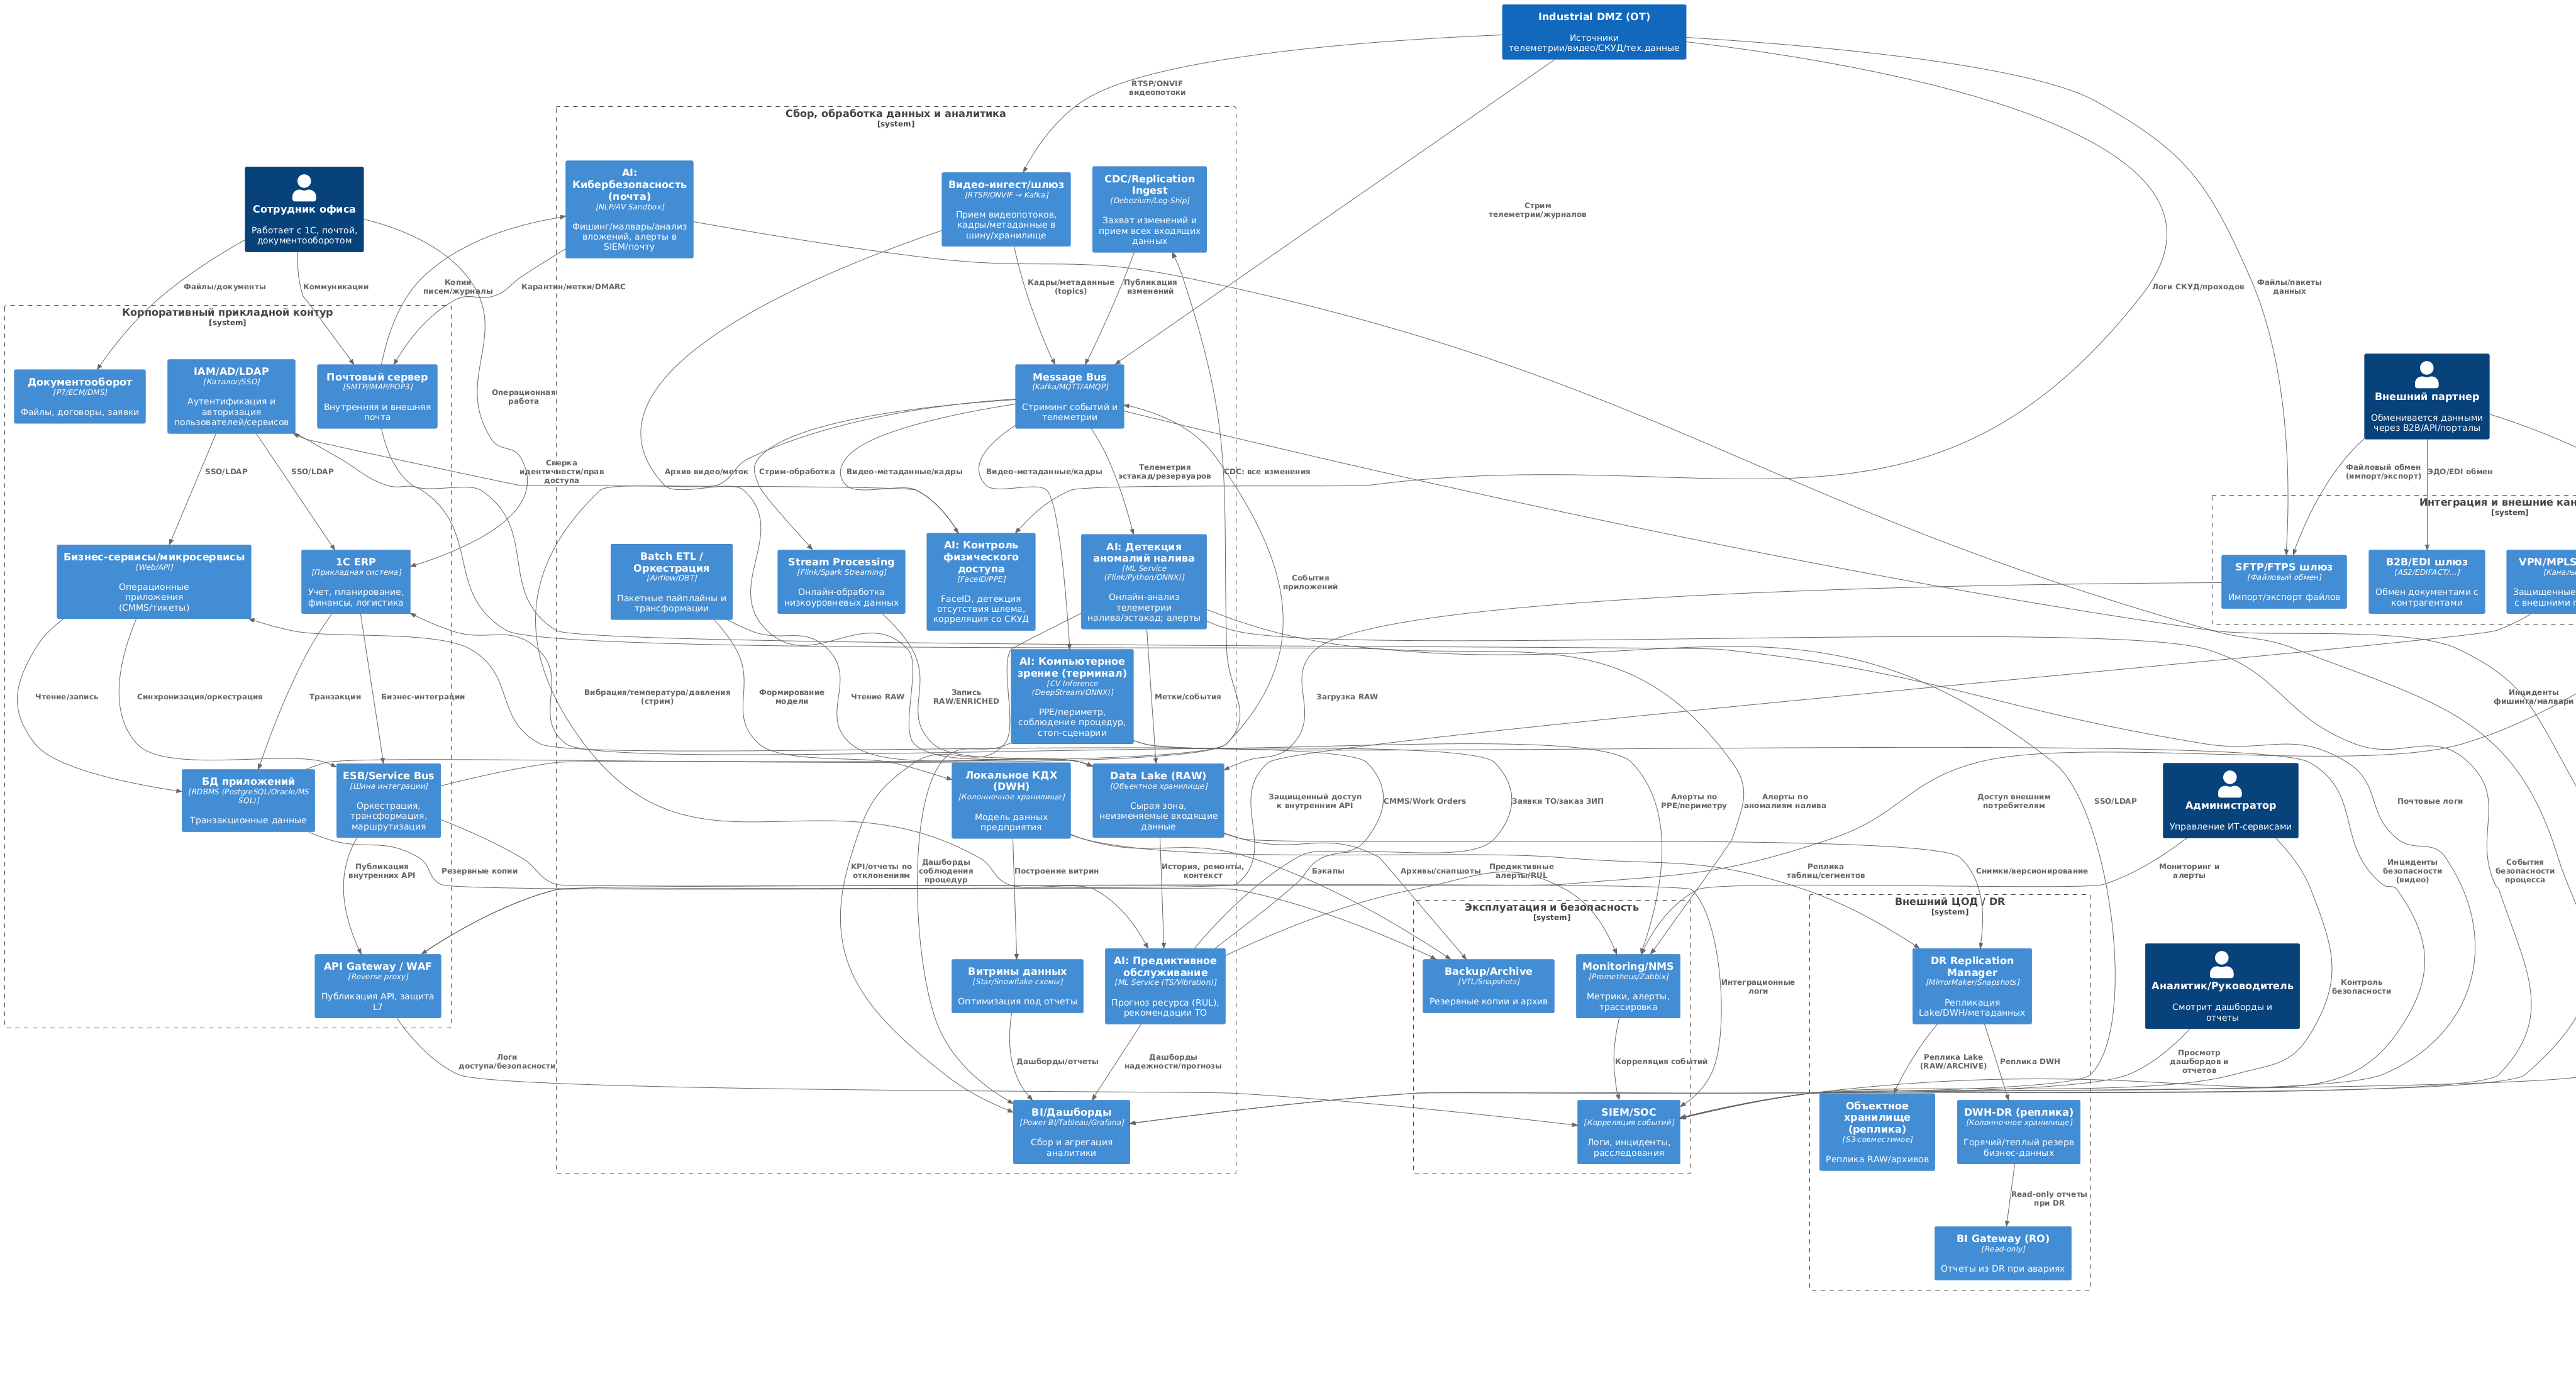 Industrial DMZ (OT)
Источники
телеметрии/видео/СКУД/тех.данные
RTSP/ONVIF
видеопотоки
Сбор, обработка данных и аналитика
[system]
AI:
Кибербезопасность
(почта)
[NLP/AV Sandbox]
Фишинг/малварь/анализ
вложений, алерты в
SIEM/почту
Видео-ингест/шлюз
[RTSP/ONVIF → Kafka]
Прием видеопотоков,
кадры/метаданные в
шину/хранилище
CDC/Replication
Ingest
[Debezium/Log-Ship]
Захват изменений и
прием всех входящих
данных
Сотрудник офиса
Работает с 1С, почтой,
документооборотом
Стрим
телеметрии/журналов
Файлы/документы
Коммуникации
Копии
писем/журналы
Карантин/метки/DMARC
Кадры/метаданные
(topics)
Публикация
изменений
Логи СКУД/проходов
Файлы/пакеты
данных
Корпоративный прикладной контур
[system]
Документооборот
[P7/ECM/DMS]
Файлы, договоры, заявки
IAM/AD/LDAP
[Каталог/SSO]
Аутентификация и
авторизация
пользователей/сервисов
Почтовый сервер
[SMTP/IMAP/POP3]
Внутренняя и внешняя
почта
Операционная
работа
Message Bus
[Kafka/MQTT/AMQP]
Стриминг событий и
телеметрии
Внешний партнер
Обменивается данными
через B2B/API/порталы
SSO/LDAP
SSO/LDAP
Сверка
идентичности/прав
доступа
Архив видео/меток
Стрим-обработка
Видео-метаданные/кадры
Видео-метаданные/кадры
Телеметрия
эстакад/резервуаров
CDC: все изменения
Файловый обмен
(импорт/экспорт)
ЭДО/EDI обмен
Интеграция и внешние кан
[system]
Бизнес-сервисы/микросервисы
[Web/API]
Операционные
приложения
(CMMS/тикеты)
1С ERP
[Прикладная система]
Учет, планирование,
финансы, логистика
Batch ETL /
Оркестрация
[Airflow/DBT]
Пакетные пайплайны и
трансформации
Stream Processing
[Flink/Spark Streaming]
Онлайн-обработка
низкоуровневых данных
AI: Контроль
физического
доступа
[FaceID/PPE]
FaceID, детекция
отсутствия шлема,
корреляция со СКУД
AI: Детекция
аномалий налива
[ML Service
(Flink/Python/ONNX)]
Онлайн-анализ
телеметрии
налива/эстакад; алерты
События
приложений
SFTP/FTPS шлюз
[Файловый обмен]
Импорт/экспорт файлов
B2B/EDI шлюз
[AS2/EDIFACT/...]
Обмен документами с
контрагентами
VPN/MPLS
[Каналы
Защищенные
с внешними п
AI: Компьютерное
зрение (терминал)
[CV Inference
(DeepStream/ONNX)]
PPE/периметр,
соблюдение процедур,
стоп-сценарии
Чтение/запись
Синхронизация/оркестрация
Транзакции
Бизнес-интеграции
Вибрация/температура/давления
(стрим)
Формирование
модели
Чтение RAW
Запись
RAW/ENRICHED
Метки/события
Загрузка RAW
Инциденты
фишинга/малвари
БД приложений
[RDBMS (PostgreSQL/Oracle/MS
SQL)]
Транзакционные данные
ESB/Service Bus
[Шина интеграции]
Оркестрация,
трансформация,
маршрутизация
Локальное КДХ
(DWH)
[Колонночное хранилище]
Модель данных
предприятия
Data Lake (RAW)
[Объектное хранилище]
Сырая зона,
неизменяемые входящие
данные
Защищенный доступ
к внутренним API
CMMS/Work Orders
Заявки ТО/заказ ЗИП
Алерты по
PPE/периметру
Алерты по
аномалиям налива
Доступ внешним
потребителям
SSO/LDAP
Администратор
Управление ИТ-сервисами
Почтовые логи
Публикация
внутренних API
Резервные копии
KPI/отчеты по
отклонениям
Дашборды
соблюдения
процедур
Построение витрин
История, ремонты,
контекст
Бэкапы
Архивы/снапшоты
Предиктивные
алерты/RUL
Реплика
таблиц/сегментов
Снимки/версионирование
Мониторинг и
алерты
Инциденты
безопасности
(видео)
События
безопасности
процесса
Эксплуатация и безопасность
[system]
Внешний ЦОД / DR
[system]
API Gateway / WAF
[Reverse proxy]
Публикация API, защита
L7
Витрины данных
[Star/Snowflake схемы]
Оптимизация под отчеты
AI: Предиктивное
обслуживание
[ML Service (TS/Vibration)]
Прогноз ресурса (RUL),
рекомендации ТО
Backup/Archive
[VTL/Snapshots]
Резервные копии и архив
Monitoring/NMS
[Prometheus/Zabbix]
Метрики, алерты,
трассировка
Интеграционные
логи
DR Replication
Manager
[MirrorMaker/Snapshots]
Репликация
Lake/DWH/метаданных
Аналитик/Руководитель
Смотрит дашборды и
отчеты
Контроль
безопасности
Логи
доступа/безопасности
Дашборды/отчеты
Дашборды
надежности/прогнозы
Корреляция событий
Реплика Lake
(RAW/ARCHIVE)
Реплика DWH
Просмотр
дашбордов и
отчетов
BI/Дашборды
[Power BI/Tableau/Grafana]
Сбор и агрегация
аналитики
SIEM/SOC
[Корреляция событий]
Логи, инциденты,
расследования
Объектное
хранилище
(реплика)
[S3-совместимое]
Реплика RAW/архивов
DWH-DR (реплика)
[Колонночное хранилище]
Горячий/теплый резерв
бизнес-данных
Read-only отчеты
при DR
BI Gateway (RO)
[Read-only]
Отчеты из DR при авариях